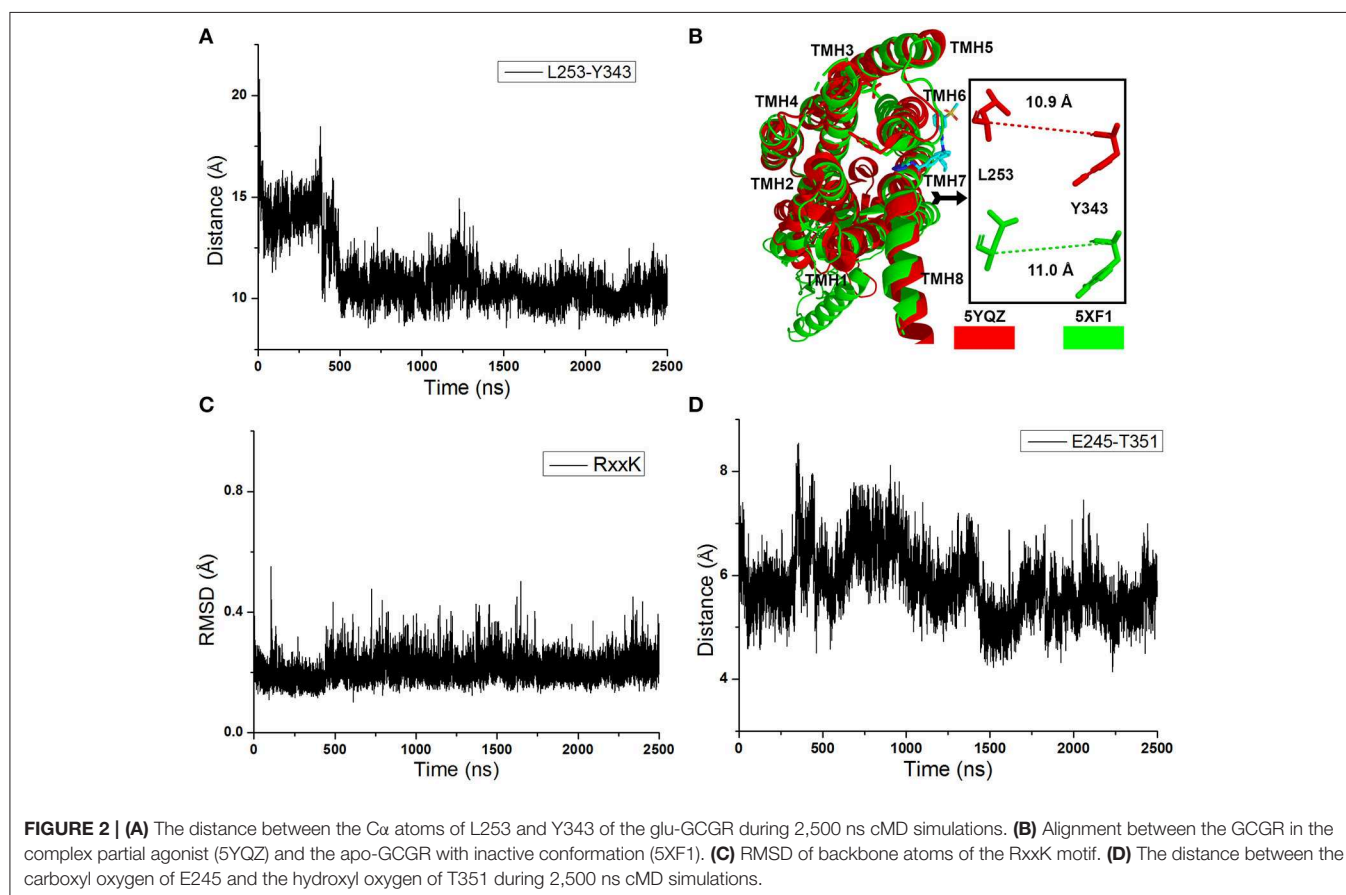 A
L253-Y343
20
15
10
Distance (Å)
0 500 1000 1500 2000 2500
Time (ns)
B
TMH3
TMH5
TMH4
TMH6
10.9 Å
TMH2
TMH7
L253
Y343
11.0 Å
TMH1
TMH8
5YQZ
5XF1
C
RxxK
0.8
0.4
0.0
RMSD (Å)
0 500 1000 1500 2000 2500
Time (ns)
D
E245-T351
8
6
4
Distance (Å)
0 500 1000 1500 2000 2500
Time (ns)
FIGURE 2 | (A) The distance between the Cα atoms of L253 and Y343 of the glu-GCGR during 2,500 ns cMD simulations. (B) Alignment between the GCGR in the
complex partial agonist (5YQZ) and the apo-GCGR with inactive conformation (5XF1). (C) RMSD of backbone atoms of the RxxK motif. (D) The distance between the
carboxyl oxygen of E245 and the hydroxyl oxygen of T351 during 2,500 ns cMD simulations.